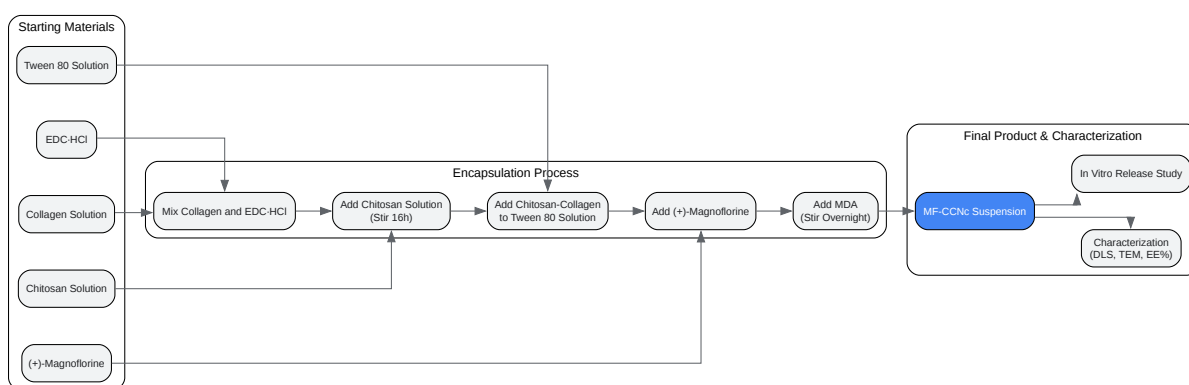 Starting Materials
Tween 80 Solution
EDC·HCl
Collagen Solution
Chitosan Solution
(+)-Magnoflorine
Encapsulation Process
Mix Collagen and EDC·HCl
Add Chitosan Solution
(Stir 16h)
Add Chitosan-Collagen
to Tween 80 Solution
Add (+)-Magnoflorine
Add MDA
(Stir Overnight)
Final Product & Characterization
MF-CCNc Suspension
In Vitro Release Study
Characterization
(DLS, TEM, EE%)